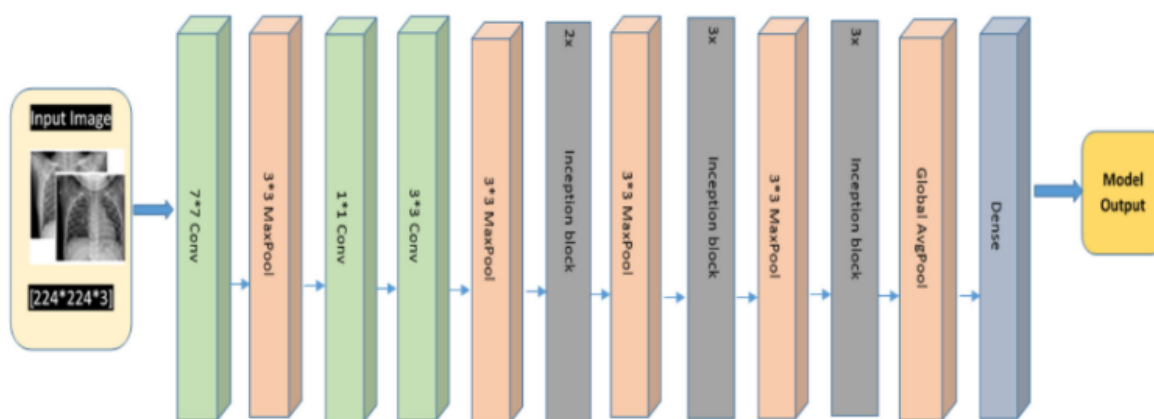 Input Image
[224*224*3]
7*7 Conv
3*3 MaxPool
1*1 Conv
3*3 Conv
3*3 MaxPool
2x
Inception block
3*3 MaxPool
3x
Inception block
3*3 MaxPool
3x
Inception block
Global AvgPool
Dense
Model
Output